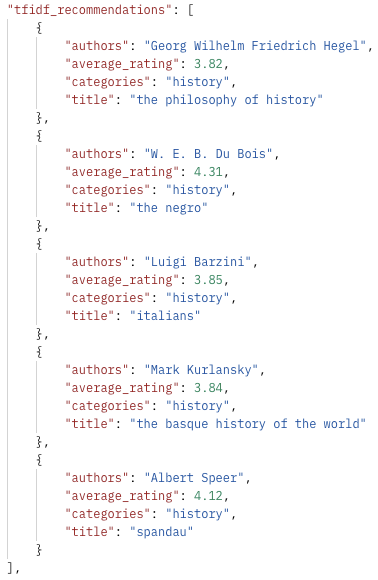 "tfidf_recommendations": [
{
"authors": "Georg Wilhelm Friedrich Hegel",
"average_rating": 3.82,
"categories": "history",
"title": "the philosophy of history"
},
{
"authors": "W. E. B. Du Bois",
"average_rating": 4.31,
"categories": "history",
"title": "the negro"
},
{
"authors": "Luigi Barzini",
"average_rating": 3.85,
"categories": "history",
"title": "italians"
},
{
"authors": "Mark Kurlansky",
"average_rating": 3.84,
"categories": "history",
"title": "the basque history of the world"
},
{
"authors": "Albert Speer",
"average_rating": 4.12,
"categories": "history",
"title": "spandau"
}
],